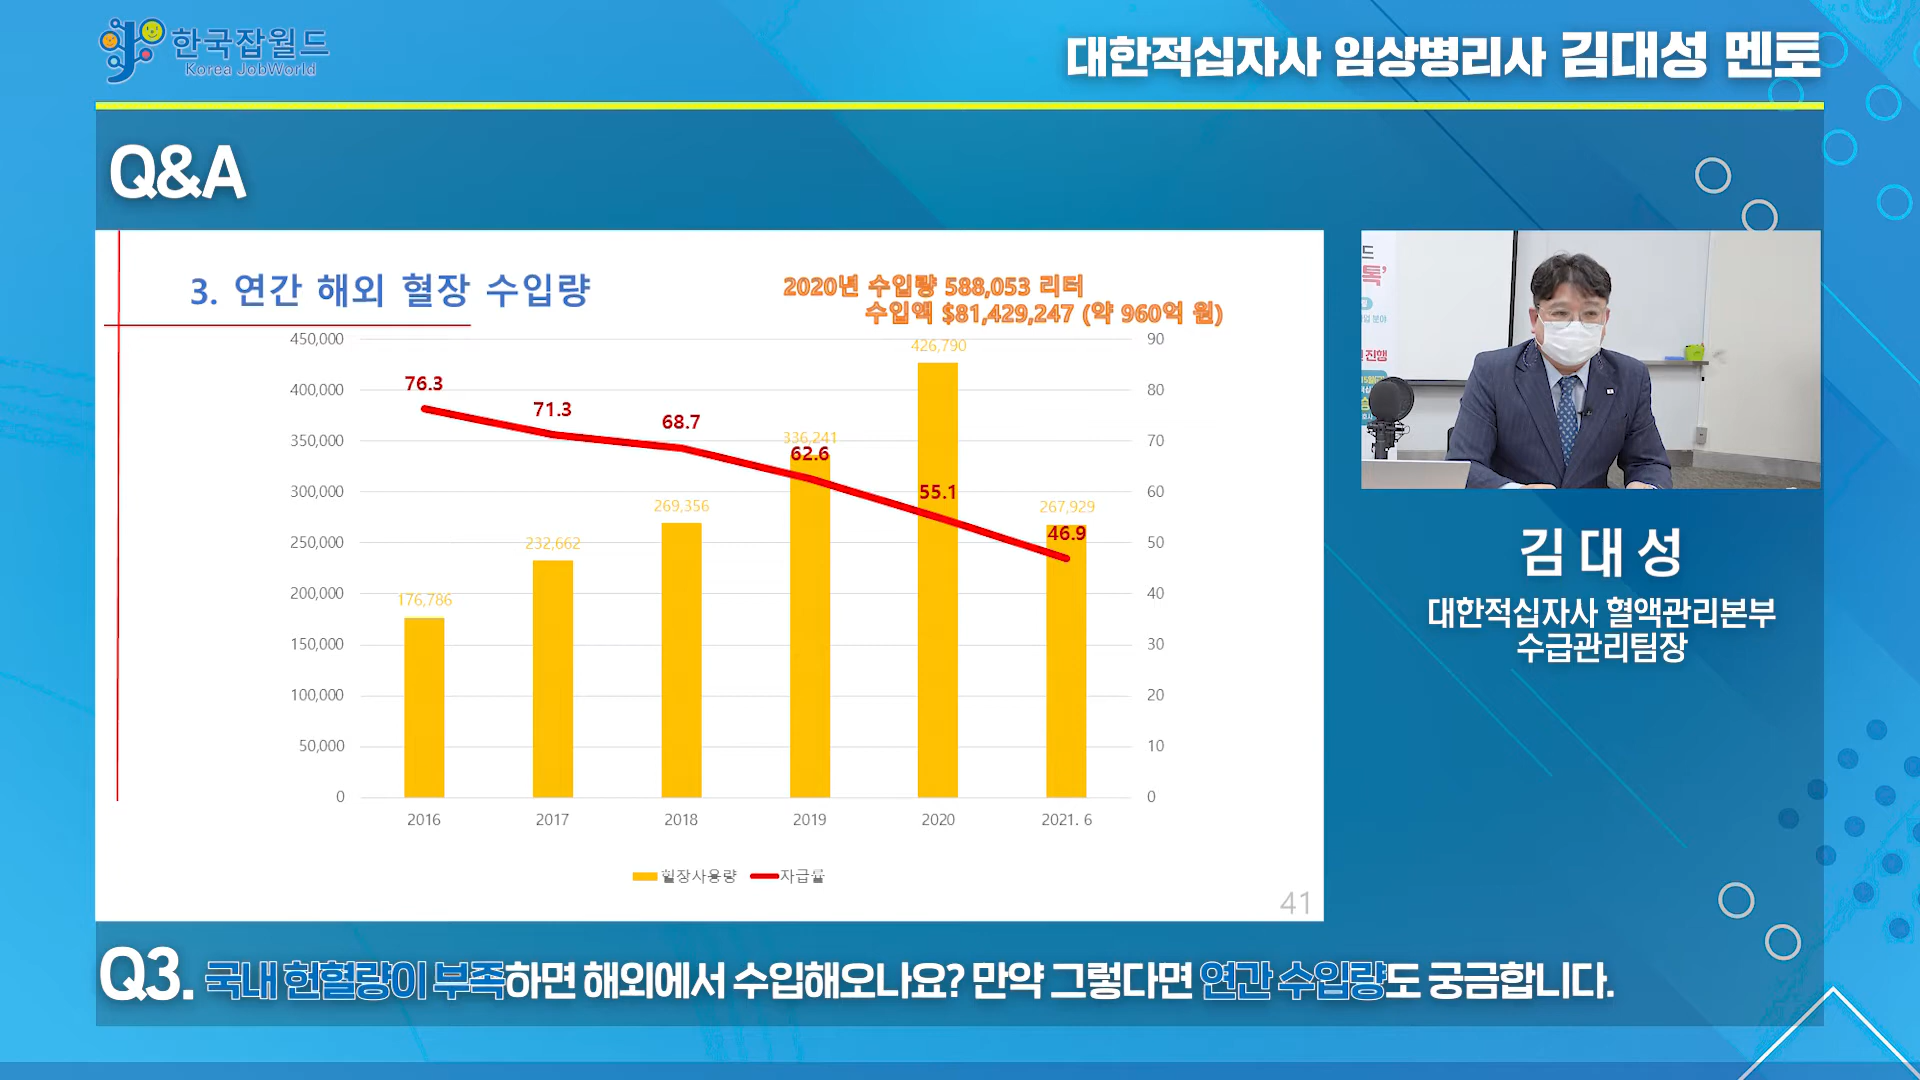 한국잡월드
Korea JobWorld
대한적십자사 임상병리사 김대성 멘토
Q&A
3. 연간 해외 혈장 수입량
2020년 수입량 588,053 리터
수입액 $81,429,247 (약 960억 원)
450,000
400,000
350,000
300,000
250,000
200,000
150,000
100,000
50,000
0
90
80
70
60
50
40
30
20
10
0
76.3
71.3
68.7
62.6
55.1
46.9
176,786
232,662
269,356
336,241
426,790
267,929
2016
2017
2018
2019
2020
2021. 6
혈장사용량
자급률
41
드
톡’
진행
김대성
대한적십자사 혈액관리본부
수급관리팀장
Q3. 국내 헌혈량이 부족하면 해외에서 수입해오나요? 만약 그렇다면 연간 수입량도 궁금합니다.